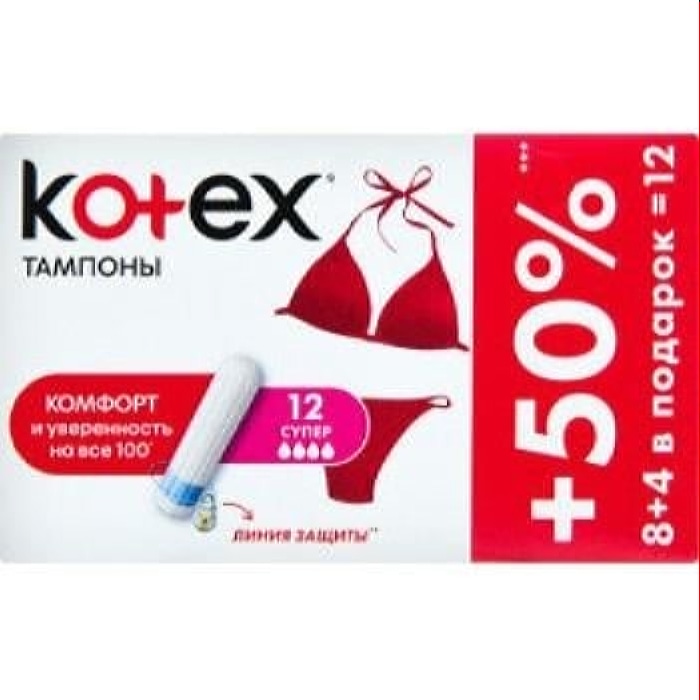 kotex®
ТАМПОНЫ
КОМФОРТ
и уверенность
на все 100*
12
СУПЕР
ЛИНИЯ ЗАЩИТЫ**
+50%***
8+4 в подарок = 12